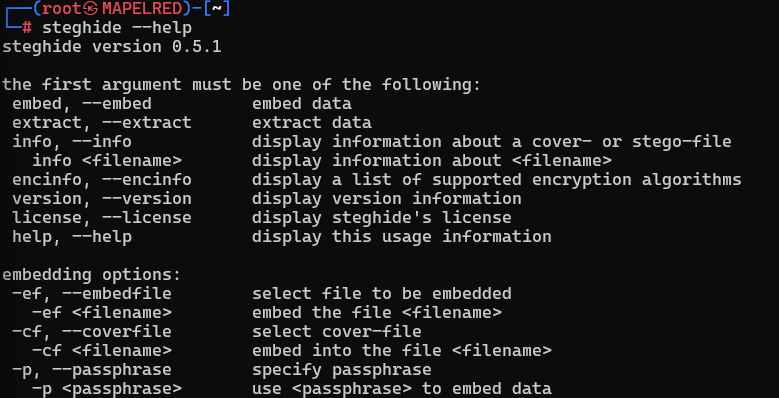 ┌──(root㉿MAPELRED)-[~]
└─# steghide --help
steghide version 0.5.1

the first argument must be one of the following:
 embed, --embed          embed data
 extract, --extract      extract data
 info, --info            display information about a cover- or stego-file
   info <filename>       display information about <filename>
 encinfo, --encinfo      display a list of supported encryption algorithms
 version, --version      display version information
 license, --license      display steghide's license
 help, --help            display this usage information

embedding options:
 -ef, --embedfile        select file to be embedded
   -ef <filename>        embed the file <filename>
 -cf, --coverfile        select cover-file
   -cf <filename>        embed into the file <filename>
 -p, --passphrase        specify passphrase
   -p <passphrase>       use <passphrase> to embed data